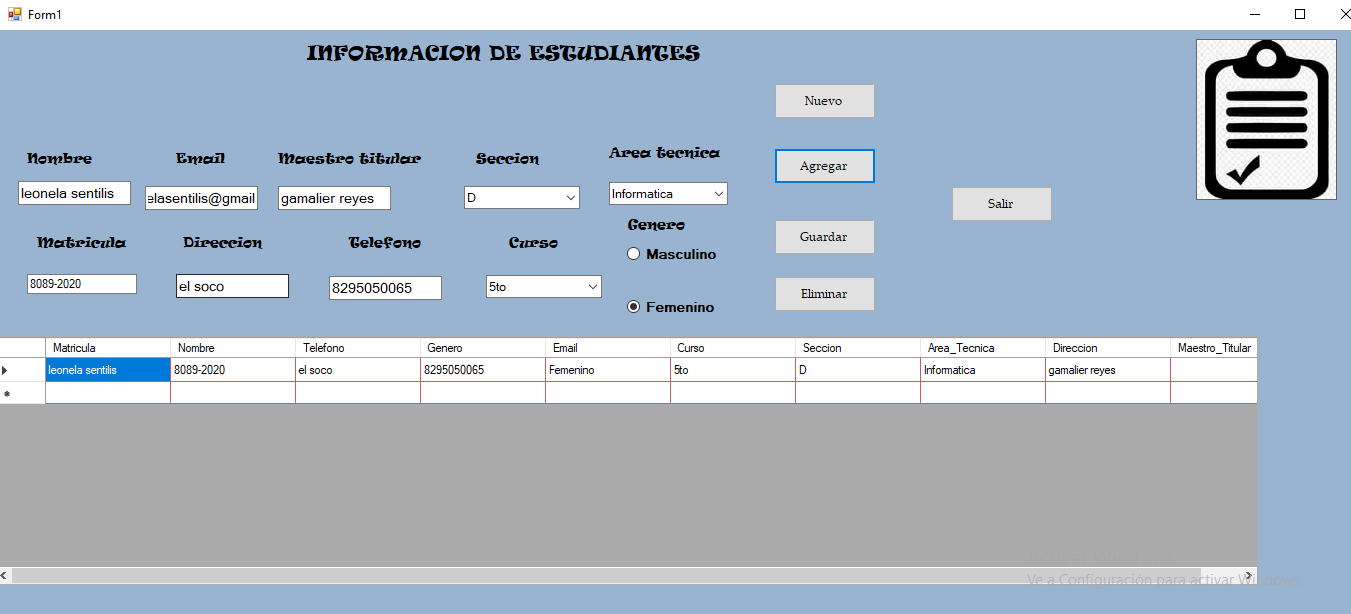 Form1
INFORMACION DE ESTUDIANTES
Nuevo
Nombre Email Maestro titular Seccion Area tecnica
Agregar
leonela sentilis elasentilis@gmail gamalier reyes D Informatica
Salir
Genero
Matricula Direccion Telefono Curso
Guardar
Masculino
8089-2020 el soco 8295050065 5to
Eliminar
Femenino
Matricula Nombre Telefono Genero Email Curso Seccion Area_Tecnica Direccion Maestro_Titular
leonela sentilis 8089-2020 el soco 8295050065 Femenino 5to D Informatica gamalier reyes
Ve a Configuración para activar Windows.